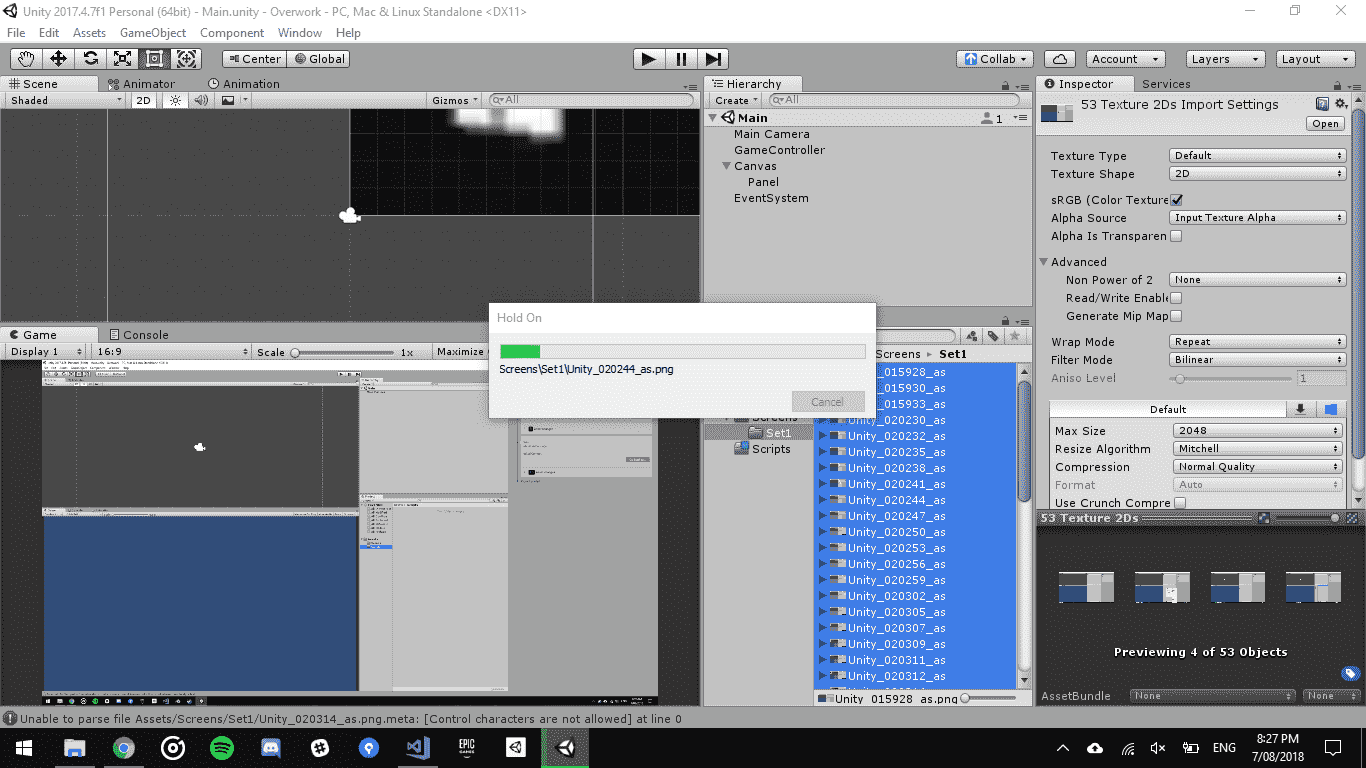 Unity 2017.4.7f1 Personal (64bit) - Main.unity - Overwork - PC, Mac & Linux Standalone <DX11>
File Edit Assets GameObject Component Window Help
Center Global Collab Account Layers Layout
Scene Animator Animation
Shaded 2D Gizmos All
Hierarchy
Create All
Main 1
Main Camera
GameController
Canvas
Panel
EventSystem
Inspector Services
53 Texture 2Ds Import Settings
Open
Texture Type Default
Texture Shape 2D
sRGB (Color Texture
Alpha Source Input Texture Alpha
Alpha Is Transparen
Advanced
Non Power of 2 None
Read/Write Enable
Generate Mip Map
Wrap Mode Repeat
Filter Mode Bilinear
Aniso Level 1
Default
Max Size 2048
Resize Algorithm Mitchell
Compression Normal Quality
Format Auto
Use Crunch Compre
53 Texture 2Ds
Previewing 4 of 53 Objects
AssetBundle None None
Hold On
Screens\Set1\Unity_020244_as.png
Cancel
Game Console
Display 1 16:9 Scale 1x Maximize
Screens Set1
Screens
Set1
Scripts
_015928_as
_015930_as
_015933_as
Unity_020230_as
Unity_020232_as
Unity_020235_as
Unity_020238_as
Unity_020241_as
Unity_020244_as
Unity_020247_as
Unity_020250_as
Unity_020253_as
Unity_020256_as
Unity_020259_as
Unity_020302_as
Unity_020305_as
Unity_020307_as
Unity_020309_as
Unity_020311_as
Unity_020312_as
Unity_015928_as.png
Unable to parse file Assets/Screens/Set1/Unity_020314_as.png.meta: [Control characters are not allowed] at line 0
EPIC
GAMES
ENG
8:27 PM
7/08/2018